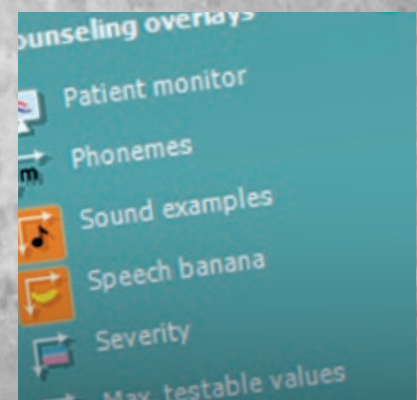 ounseling overlays
Patient monitor
m
Phonemes
Sound examples
Speech banana
Severity
Max. testable values